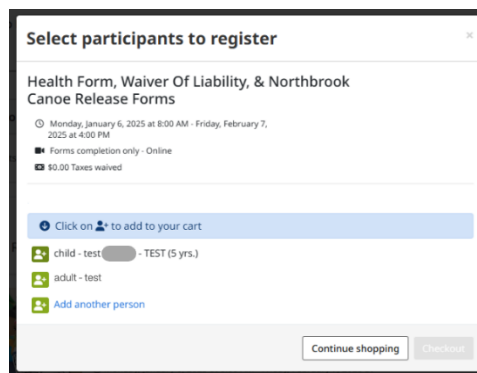 Select participants to register
×
Health Form, Waiver Of Liability, & Northbrook
Canoe Release Forms
Monday, January 6, 2025 at 8:00 AM - Friday, February 7,
2025 at 4:00 PM
Forms completion only - Online
$0.00 Taxes waived
Click on to add to your cart
child - test - TEST (5 yrs.)
adult - test
Add another person
Continue shopping
Checkout